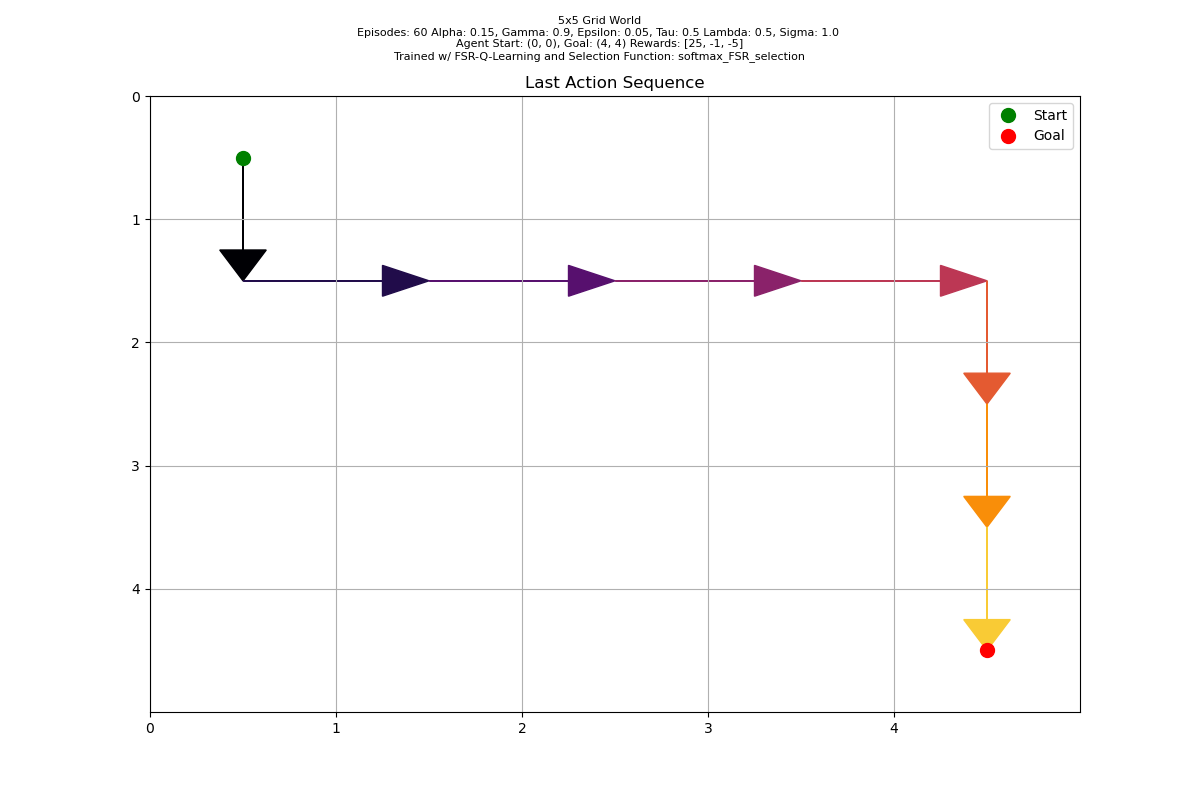 5x5 Grid World
Episodes: 60 Alpha: 0.15, Gamma: 0.9, Epsilon: 0.05, Tau: 0.5 Lambda: 0.5, Sigma: 1.0
Agent Start: (0, 0), Goal: (4, 4) Rewards: [25, -1, -5]
Trained w/ FSR-Q-Learning and Selection Function: softmax_FSR_selection
Last Action Sequence
Start
Goal
0
1
2
3
4
0 1 2 3 4